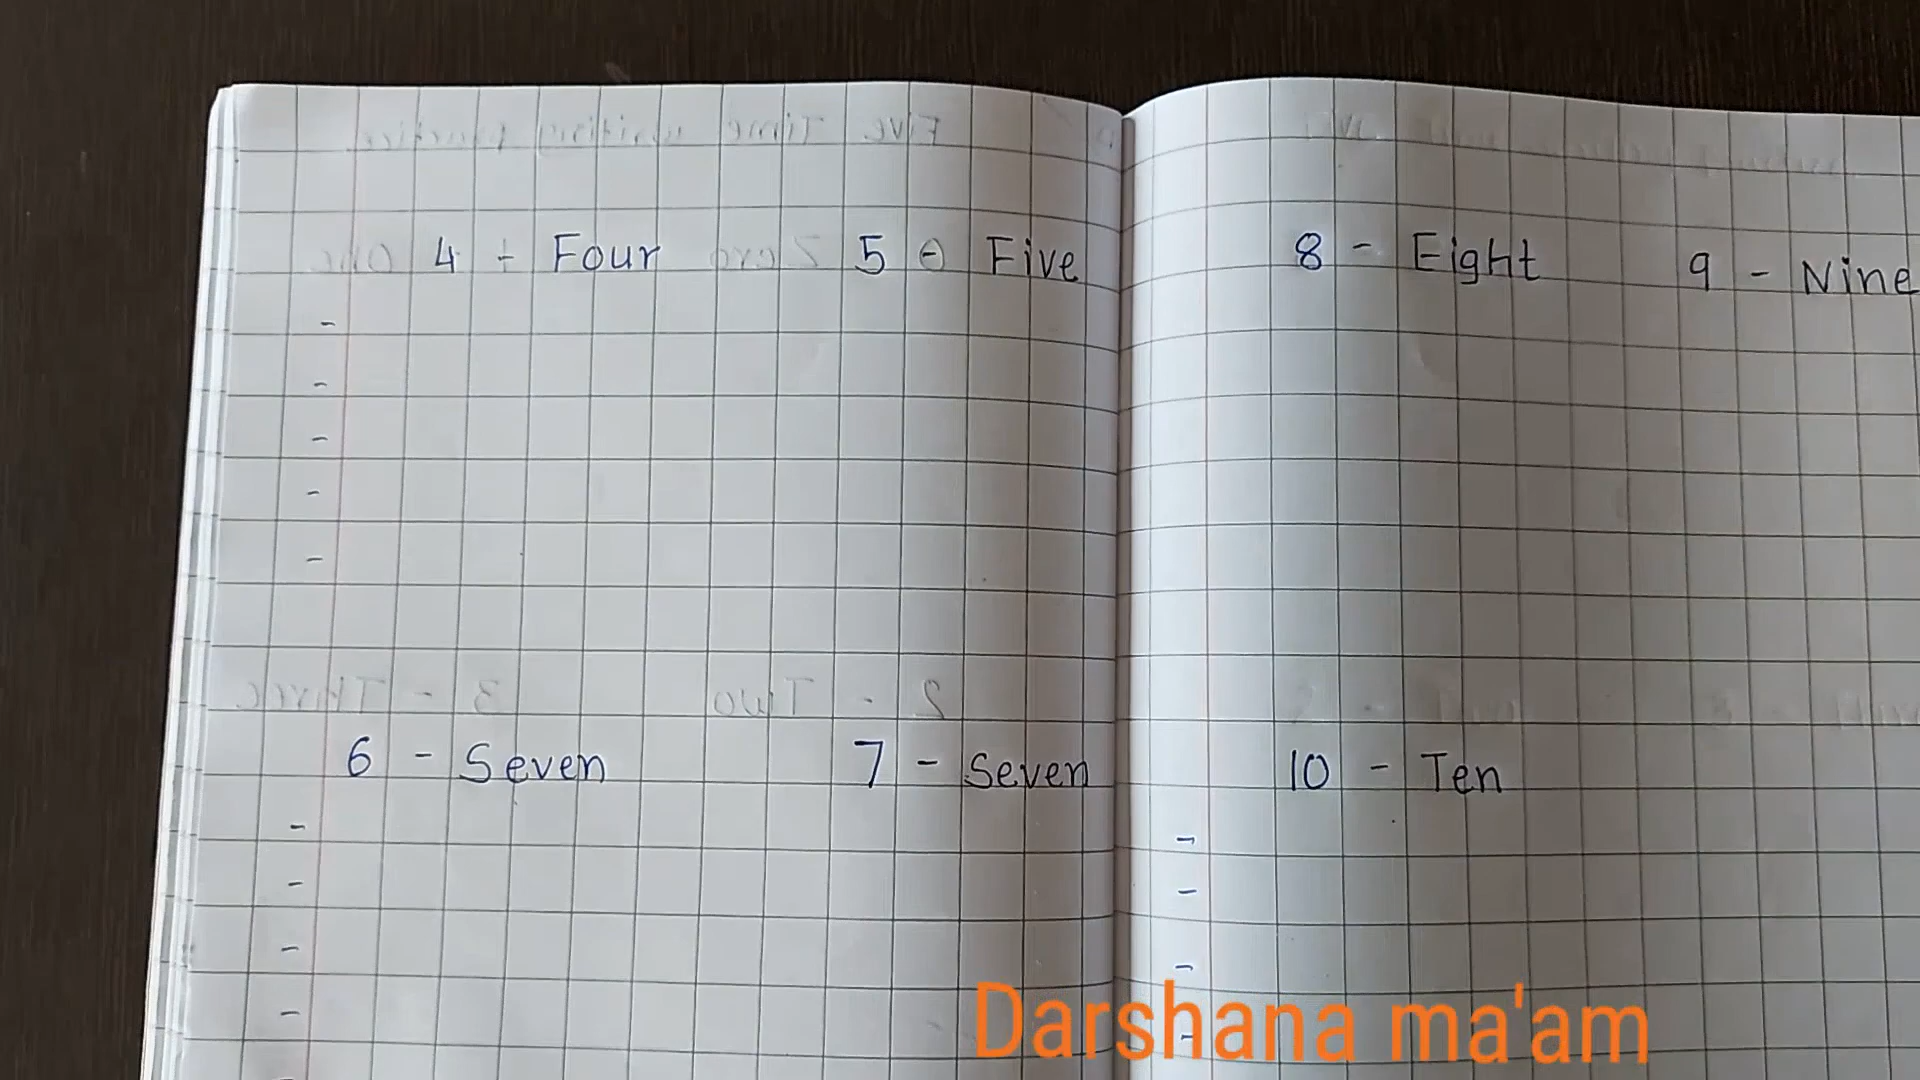 4 - Four 5 - Five
6 - Seven 7 - Seven
8 - Eight 9 - Nine
10 - Ten
Darshana ma'am